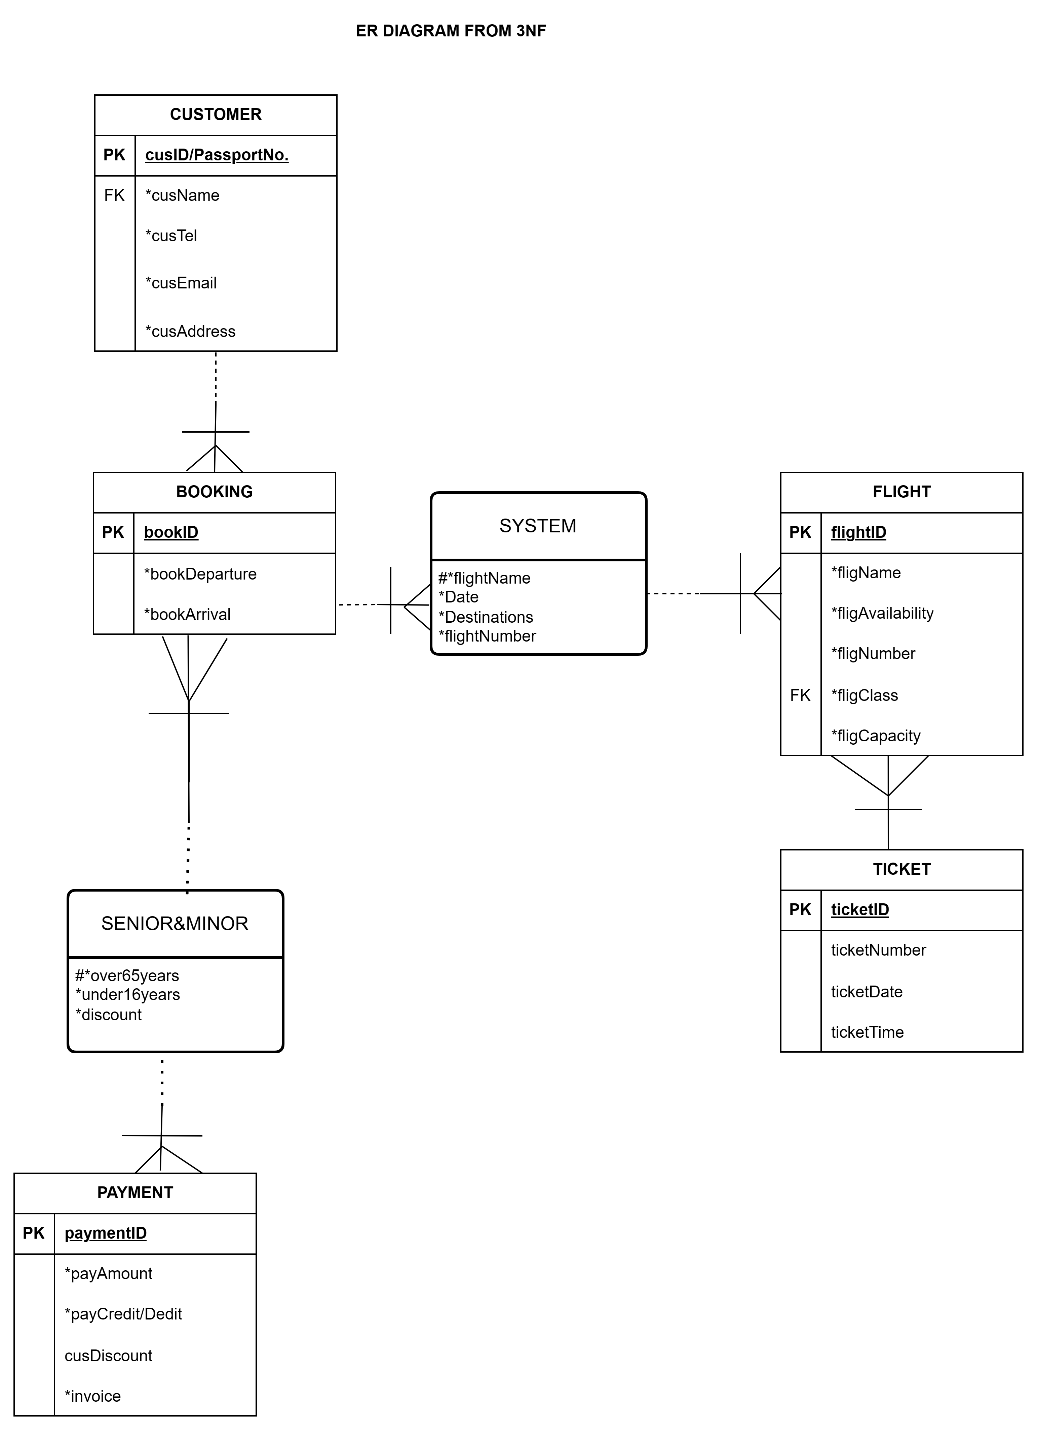 ER DIAGRAM FROM 3NF
CUSTOMER
PK cusID/PassportNo.
FK *cusName
*cusTel
*cusEmail
*cusAddress
BOOKING
PK bookID
*bookDeparture
*bookArrival
SYSTEM
#*flightName
*Date
*Destinations
*flightNumber
FLIGHT
PK flightID
*fligName
*fligAvailability
*fligNumber
FK *fligClass
*fligCapacity
TICKET
PK ticketID
ticketNumber
ticketDate
ticketTime
SENIOR&MINOR
#*over65years
*under16years
*discount
PAYMENT
PK paymentID
*payAmount
*payCredit/Dedit
cusDiscount
*invoice